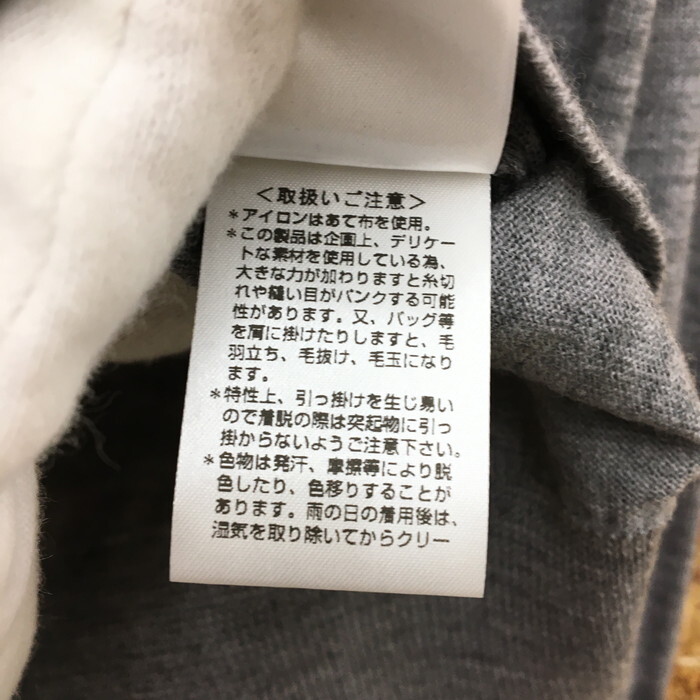 ＜取扱いご注意＞
＊アイロンはあて布を使用。
＊この製品は企画上、デリケー
トな素材を使用している為、
大きな力が加わりますと糸切
れや縫い目がパンクする可能
性があります。又、バッグ等
を肩に掛けたりしますと、毛
羽立ち、毛抜け、毛玉になり
ます。
＊特性上、引っ掛けを生じ易い
ので着脱の際は突起物に引っ
掛からないようご注意下さい。
＊色物は発汗、摩擦等により脱
色したり、色移りすることが
あります。雨の日の着用後は、
湿気を取り除いてからクリー